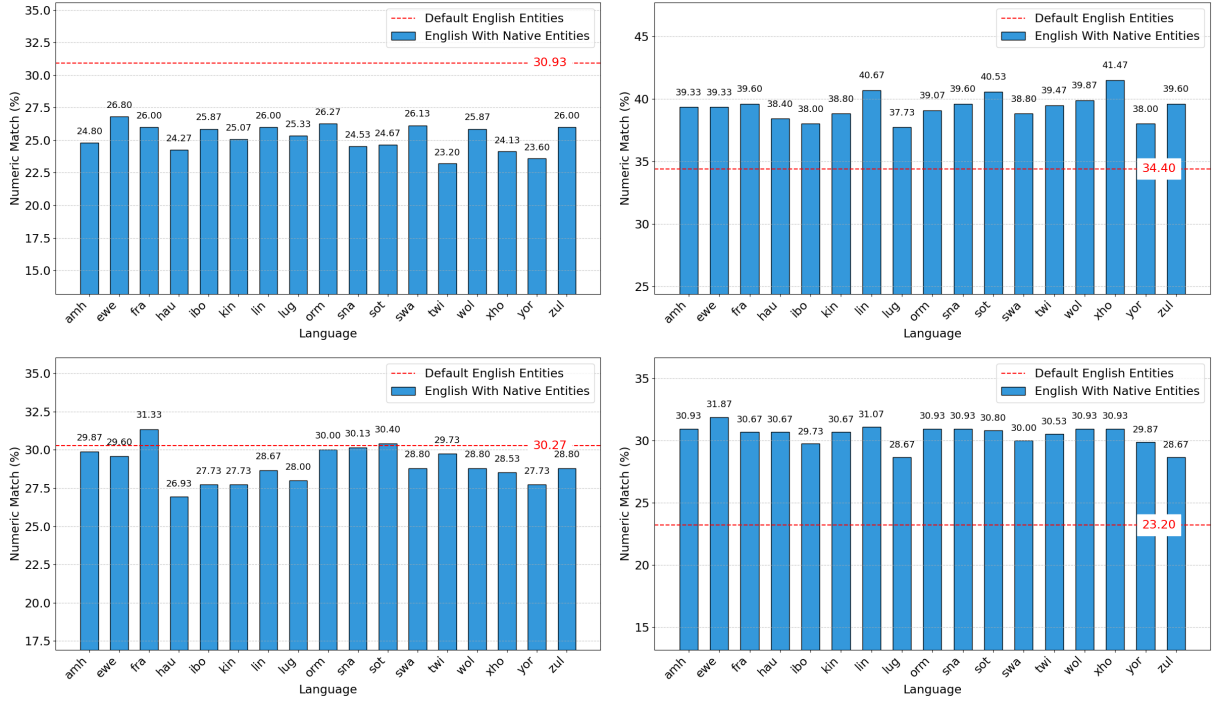 35.0
32.5
30.0
27.5
25.0
22.5
20.0
17.5
15.0
Numeric Match (%)
Default English Entities
English With Native Entities
30.93
24.80
26.80
26.00
24.27
25.87
25.07
26.00
25.33
26.27
24.53
24.67
26.13
23.20
25.87
24.13
23.60
26.00
amh
ewe
fra
hau
ibo
kin
lin
lug
orm
sna
sot
swa
twi
wol
xho
yor
zul
Language
45
40
35
30
25
Numeric Match (%)
Default English Entities
English With Native Entities
39.33
39.33
39.60
38.40
38.00
38.80
40.67
37.73
39.07
39.60
40.53
38.80
39.47
39.87
41.47
38.00
39.60
34.40
amh
ewe
fra
hau
ibo
kin
lin
lug
orm
sna
sot
swa
twi
wol
xho
yor
zul
Language
35.0
32.5
30.0
27.5
25.0
22.5
20.0
17.5
Numeric Match (%)
Default English Entities
English With Native Entities
29.87
29.60
31.33
26.93
27.73
27.73
28.67
28.00
30.00
30.13
30.40
28.80
29.73
28.80
28.53
27.73
28.80
30.27
amh
ewe
fra
hau
ibo
kin
lin
lug
orm
sna
sot
swa
twi
wol
xho
yor
zul
Language
35
30
25
20
15
Numeric Match (%)
Default English Entities
English With Native Entities
30.93
31.87
30.67
30.67
29.73
30.67
31.07
28.67
30.93
30.93
30.80
30.00
30.53
30.93
30.93
29.87
28.67
23.20
amh
ewe
fra
hau
ibo
kin
lin
lug
orm
sna
sot
swa
twi
wol
xho
yor
zul
Language